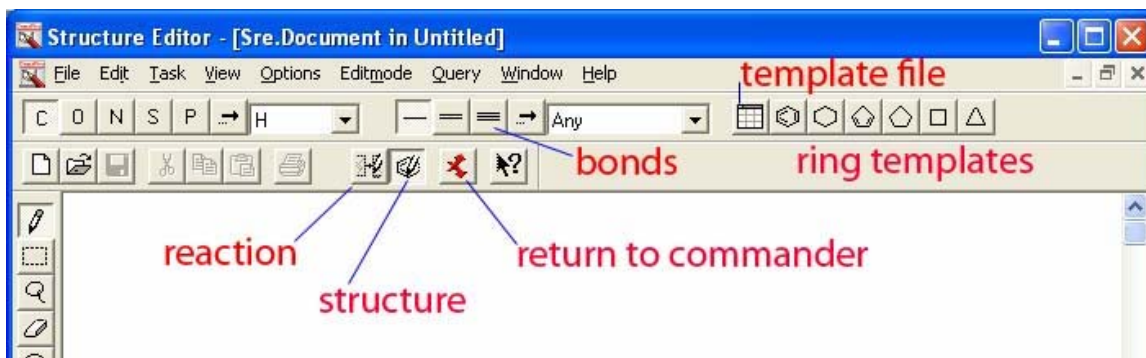 Structure Editor - [Sre.Document in Untitled]
File Edit Task View Options Editmode Query Window Help
template file
C O N S P H Any
bonds
ring templates
reaction
return to commander
structure